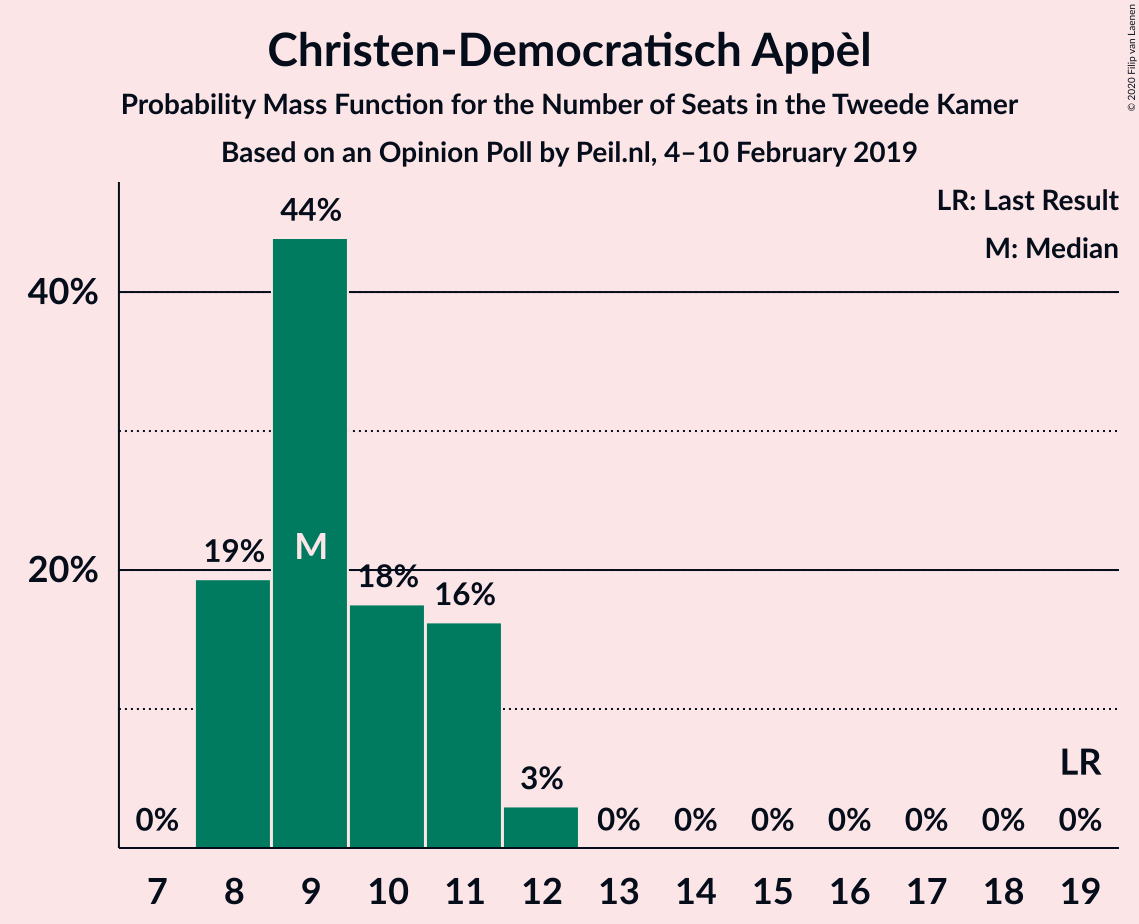 Christen-Democratisch Appèl
Probability Mass Function for the Number of Seats in the Tweede Kamer
Based on an Opinion Poll by Peil.nl, 4–10 February 2019
© 2020 Filip van Laenen
LR: Last Result
M: Median
40%
20%
0%
19%
44%
M
18%
16%
3%
0%
0%
0%
0%
0%
0%
LR
0%
7 8 9 10 11 12 13 14 15 16 17 18 19